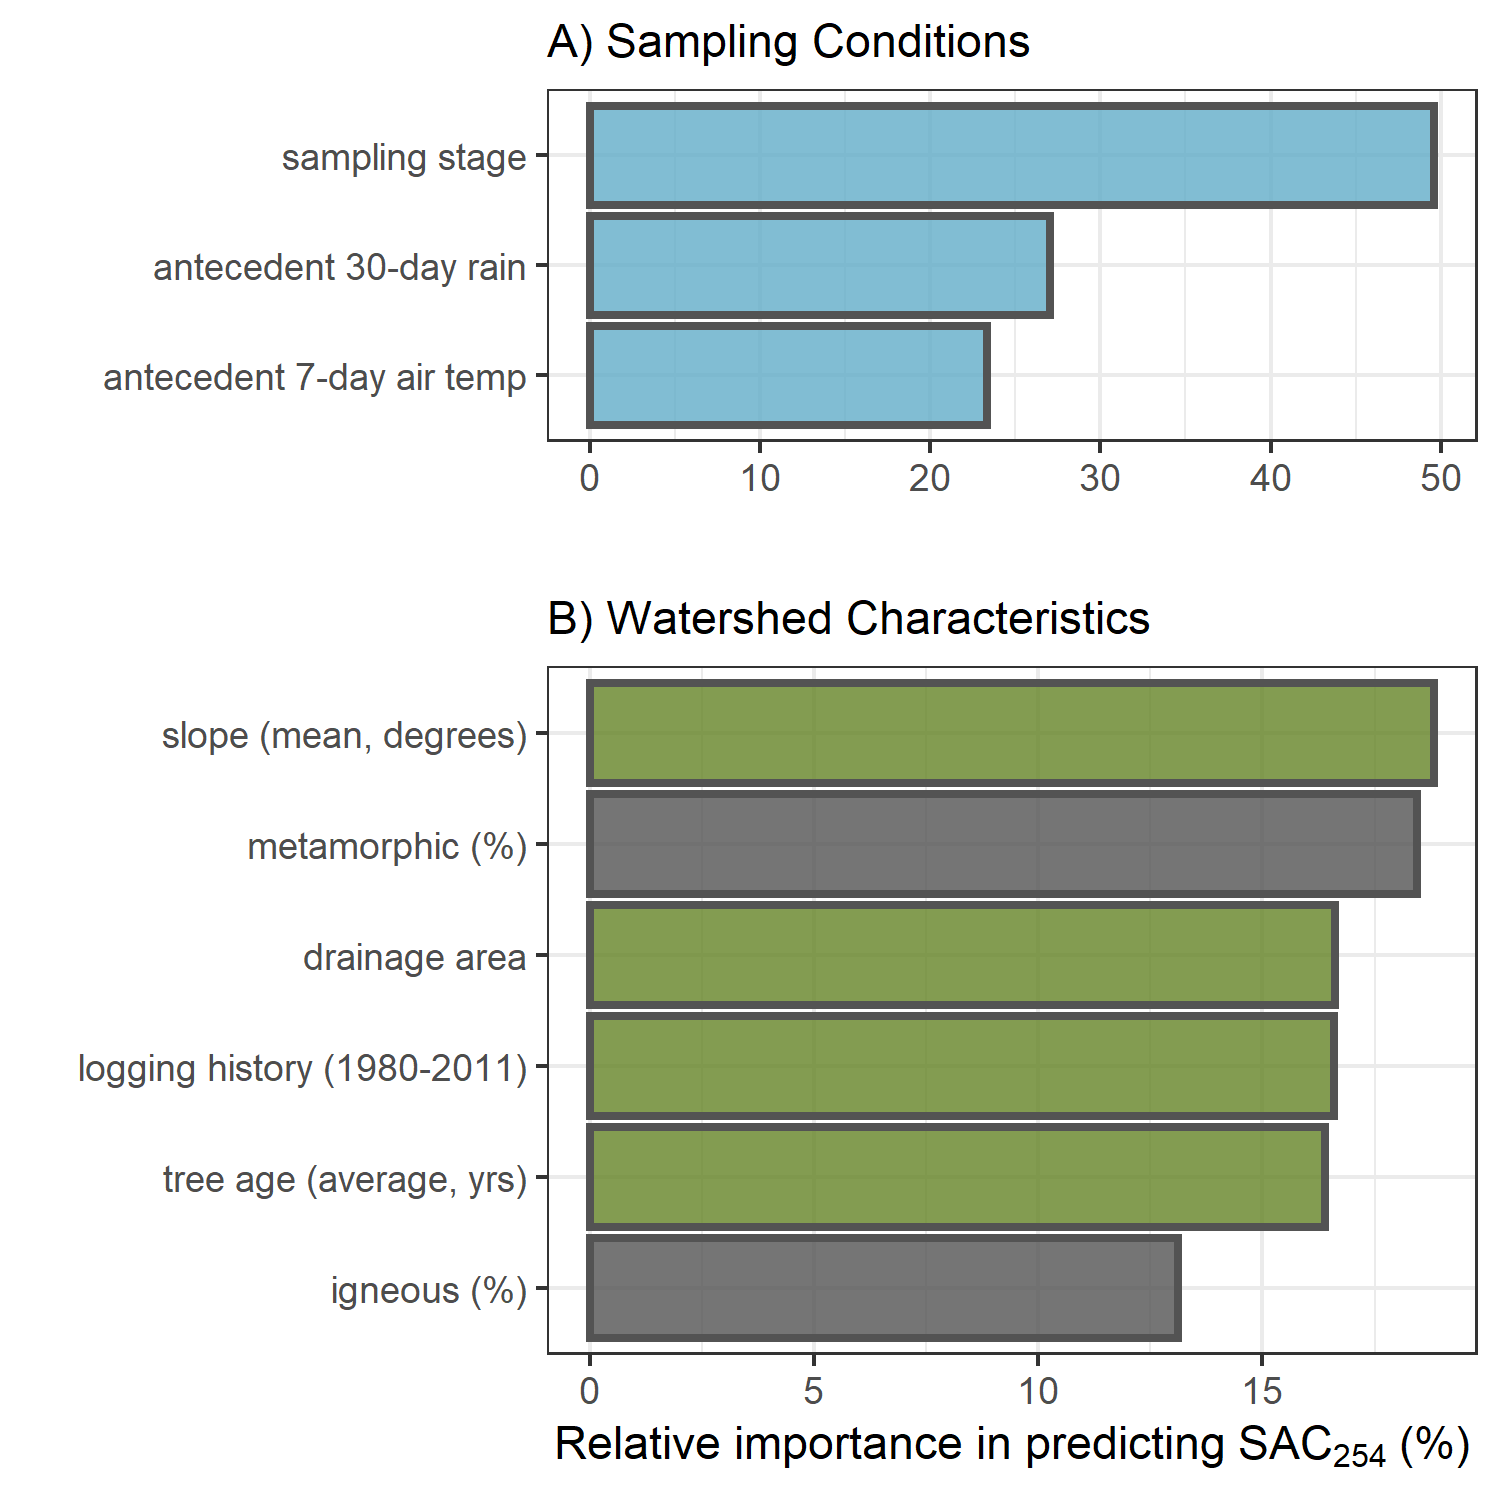 A) Sampling Conditions
sampling stage
antecedent 30-day rain
antecedent 7-day air temp
0 10 20 30 40 50
B) Watershed Characteristics
slope (mean, degrees)
metamorphic (%)
drainage area
logging history (1980-2011)
tree age (average, yrs)
igneous (%)
0 5 10 15
Relative importance in predicting SAC₂₅₄ (%)